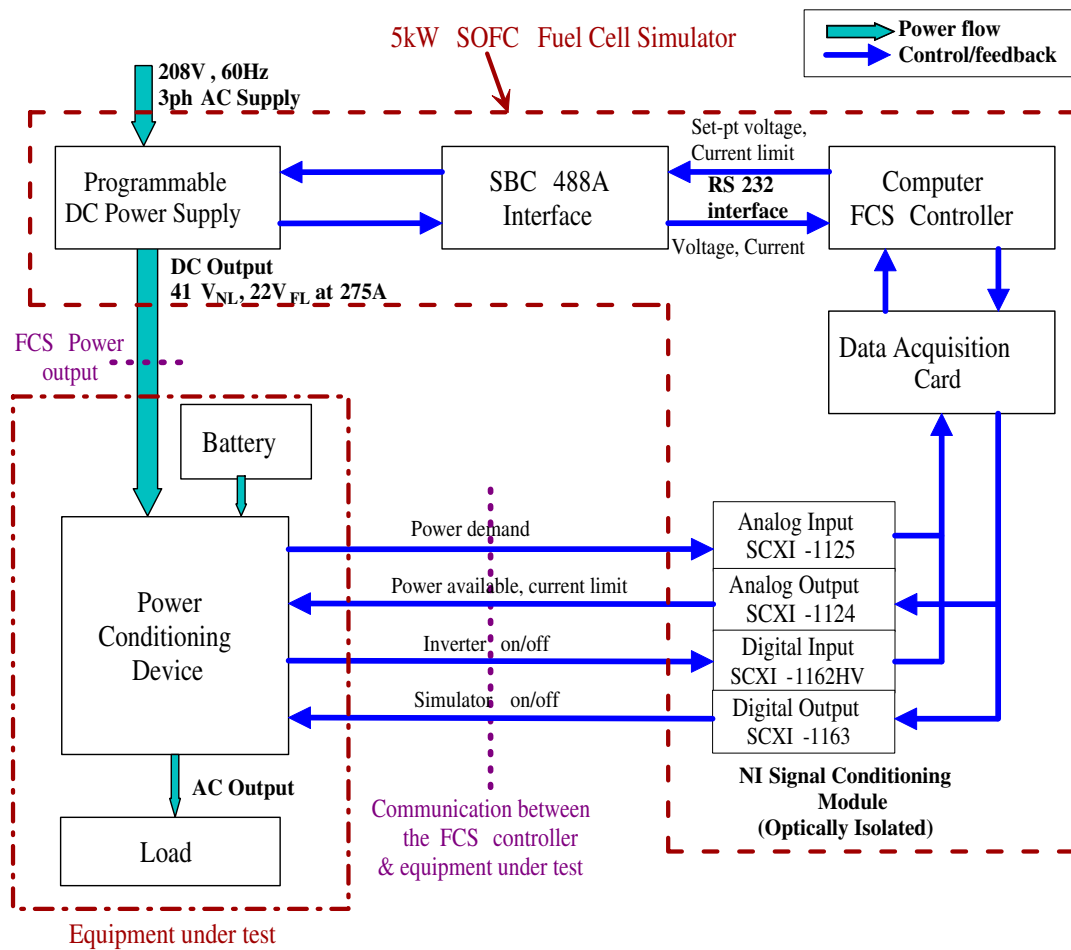 Power flow
Control/feedback
5kW SOFC Fuel Cell Simulator
208V , 60Hz
3ph AC Supply
Programmable
DC Power Supply
SBC 488A
Interface
Set-pt voltage,
Current limit
RS 232
interface
Voltage, Current
Computer
FCS Controller
DC Output
41 V_NL, 22V_FL at 275A
FCS Power
output
Data Acquisition
Card
Battery
Power
Conditioning
Device
Power demand
Power available, current limit
Inverter on/off
Simulator on/off
Analog Input
SCXI -1125
Analog Output
SCXI -1124
Digital Input
SCXI -1162HV
Digital Output
SCXI -1163
NI Signal Conditioning
Module
(Optically Isolated)
AC Output
Load
Communication between
the FCS controller
& equipment under test
Equipment under test